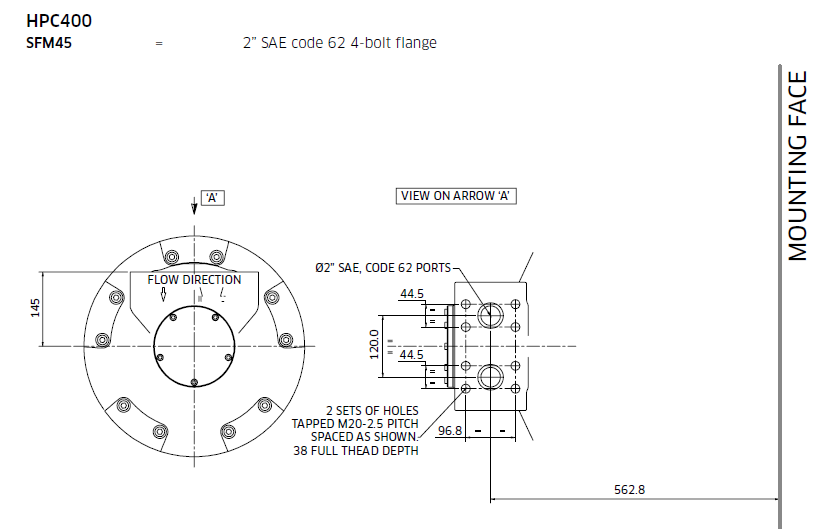 HPC400
SFM45 = 2” SAE code 62 4-bolt flange
MOUNTING FACE
‘A’
VIEW ON ARROW ‘A’
FLOW DIRECTION
145
Ø2” SAE, CODE 62 PORTS
44.5
=
=
120.0
=
=
44.5
=
=
2 SETS OF HOLES
TAPPED M20-2.5 PITCH
SPACED AS SHOWN.
38 FULL THEAD DEPTH
96.8
562.8